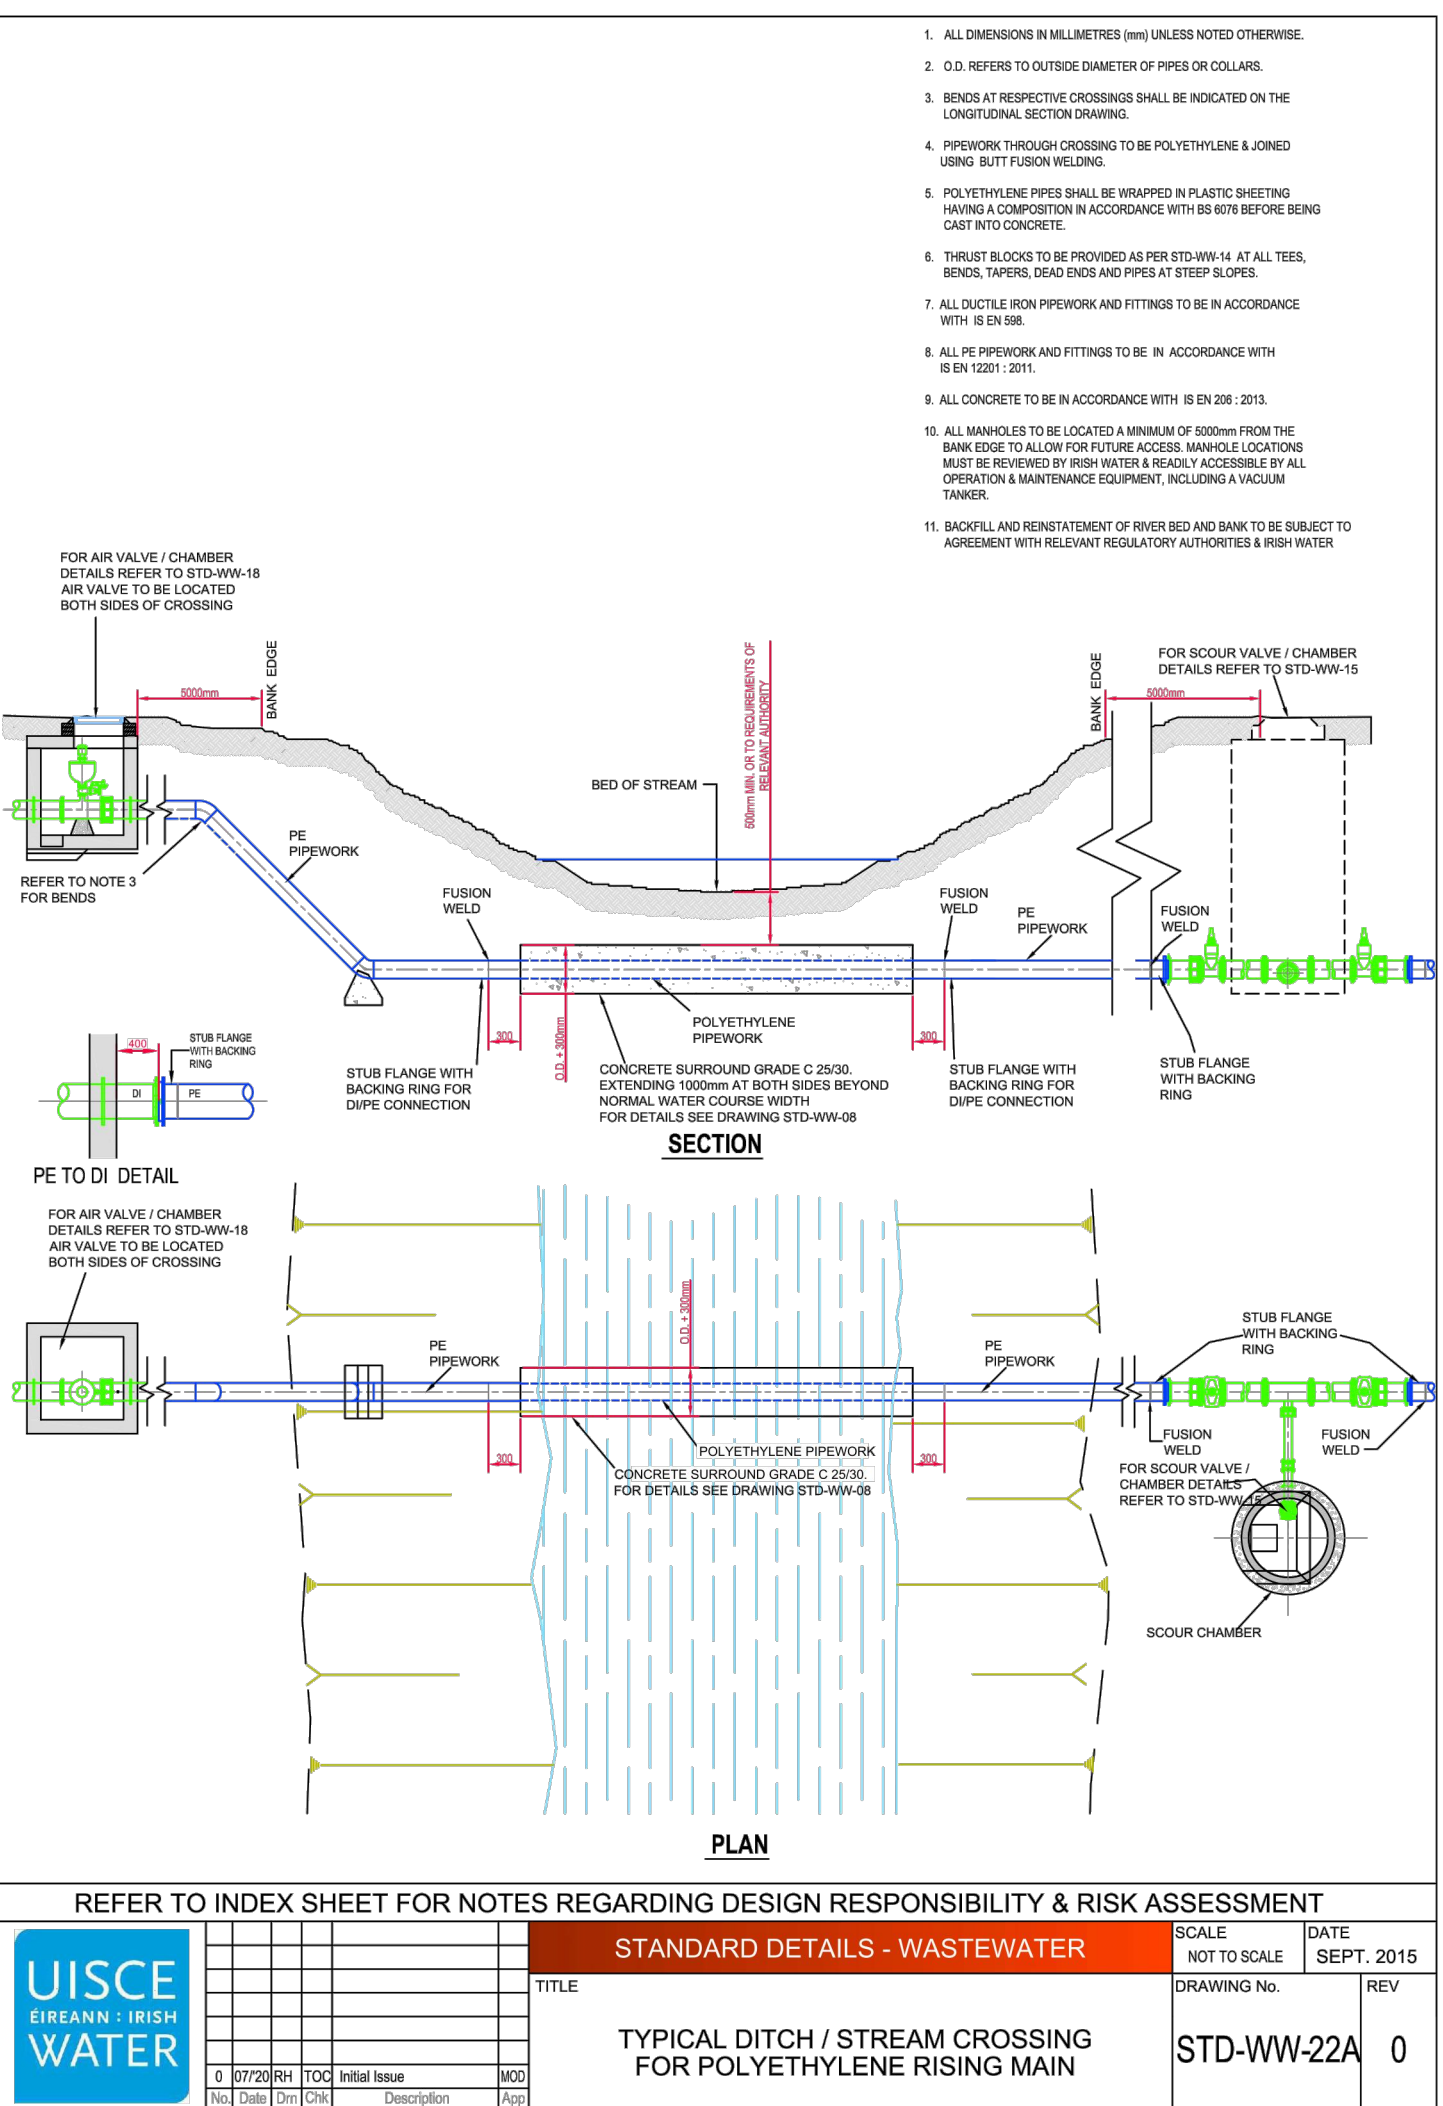 1. ALL DIMENSIONS IN MILLIMETRES (mm) UNLESS NOTED OTHERWISE.
2. O.D. REFERS TO OUTSIDE DIAMETER OF PIPES OR COLLARS.
3. BENDS AT RESPECTIVE CROSSINGS SHALL BE INDICATED ON THE
LONGITUDINAL SECTION DRAWING.
4. PIPEWORK THROUGH CROSSING TO BE POLYETHYLENE & JOINED
USING BUTT FUSION WELDING.
5. POLYETHYLENE PIPES SHALL BE WRAPPED IN PLASTIC SHEETING
HAVING A COMPOSITION IN ACCORDANCE WITH BS 6076 BEFORE BEING
CAST INTO CONCRETE.
6. THRUST BLOCKS TO BE PROVIDED AS PER STD-WW-14 AT ALL TEES,
BENDS, TAPERS, DEAD ENDS AND PIPES AT STEEP SLOPES.
7. ALL DUCTILE IRON PIPEWORK AND FITTINGS TO BE IN ACCORDANCE
WITH IS EN 598.
8. ALL PE PIPEWORK AND FITTINGS TO BE IN ACCORDANCE WITH
IS EN 12201 : 2011.
9. ALL CONCRETE TO BE IN ACCORDANCE WITH IS EN 206 : 2013.
10. ALL MANHOLES TO BE LOCATED A MINIMUM OF 5000mm FROM THE
BANK EDGE TO ALLOW FOR FUTURE ACCESS. MANHOLE LOCATIONS
MUST BE REVIEWED BY IRISH WATER & READILY ACCESSIBLE BY ALL
OPERATION & MAINTENANCE EQUIPMENT, INCLUDING A VACUUM
TANKER.
11. BACKFILL AND REINSTATEMENT OF RIVER BED AND BANK TO BE SUBJECT TO
AGREEMENT WITH RELEVANT REGULATORY AUTHORITIES & IRISH WATER
FOR AIR VALVE / CHAMBER
DETAILS REFER TO STD-WW-18
AIR VALVE TO BE LOCATED
BOTH SIDES OF CROSSING
5000mm
BANK EDGE
500mm MIN. OR TO REQUIREMENTS OF
RELEVANT AUTHORITY
BANK EDGE
5000mm
FOR SCOUR VALVE / CHAMBER
DETAILS REFER TO STD-WW-15
BED OF STREAM
PE
PIPEWORK
REFER TO NOTE 3
FOR BENDS
FUSION
WELD
FUSION
WELD
PE
PIPEWORK
FUSION
WELD
300
O.D. + 300mm
POLYETHYLENE
PIPEWORK
300
STUB FLANGE WITH
BACKING RING FOR
DI/PE CONNECTION
CONCRETE SURROUND GRADE C 25/30.
EXTENDING 1000mm AT BOTH SIDES BEYOND
NORMAL WATER COURSE WIDTH
FOR DETAILS SEE DRAWING STD-WW-08
STUB FLANGE WITH
BACKING RING FOR
DI/PE CONNECTION
STUB FLANGE
WITH BACKING
RING
400
STUB FLANGE
WITH BACKING
RING
DI
PE
PE TO DI DETAIL
SECTION
FOR AIR VALVE / CHAMBER
DETAILS REFER TO STD-WW-18
AIR VALVE TO BE LOCATED
BOTH SIDES OF CROSSING
PE
PIPEWORK
O.D. + 300mm
PE
PIPEWORK
STUB FLANGE
WITH BACKING
RING
300
POLYETHYLENE PIPEWORK
CONCRETE SURROUND GRADE C 25/30.
FOR DETAILS SEE DRAWING STD-WW-08
300
FUSION
WELD
FUSION
WELD
FOR SCOUR VALVE /
CHAMBER DETAILS
REFER TO STD-WW-15
SCOUR CHAMBER
PLAN
REFER TO INDEX SHEET FOR NOTES REGARDING DESIGN RESPONSIBILITY & RISK ASSESSMENT
UISCE
ÉIREANN : IRISH
WATER
0 07/'20 RH TOC Initial Issue MOD
No. Date Drn Chk Description App
STANDARD DETAILS - WASTEWATER
TITLE
TYPICAL DITCH / STREAM CROSSING
FOR POLYETHYLENE RISING MAIN
SCALE
NOT TO SCALE
DATE
SEPT. 2015
DRAWING No.
STD-WW-22A
REV
0